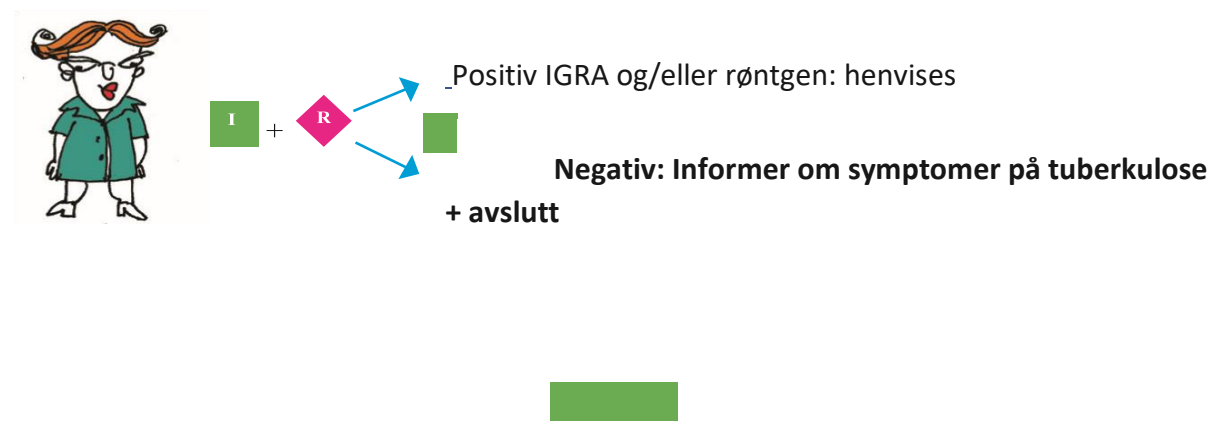 Positiv IGRA og/eller røntgen: henvises
I + R
Negativ: Informer om symptomer på tuberkulose
+ avslutt